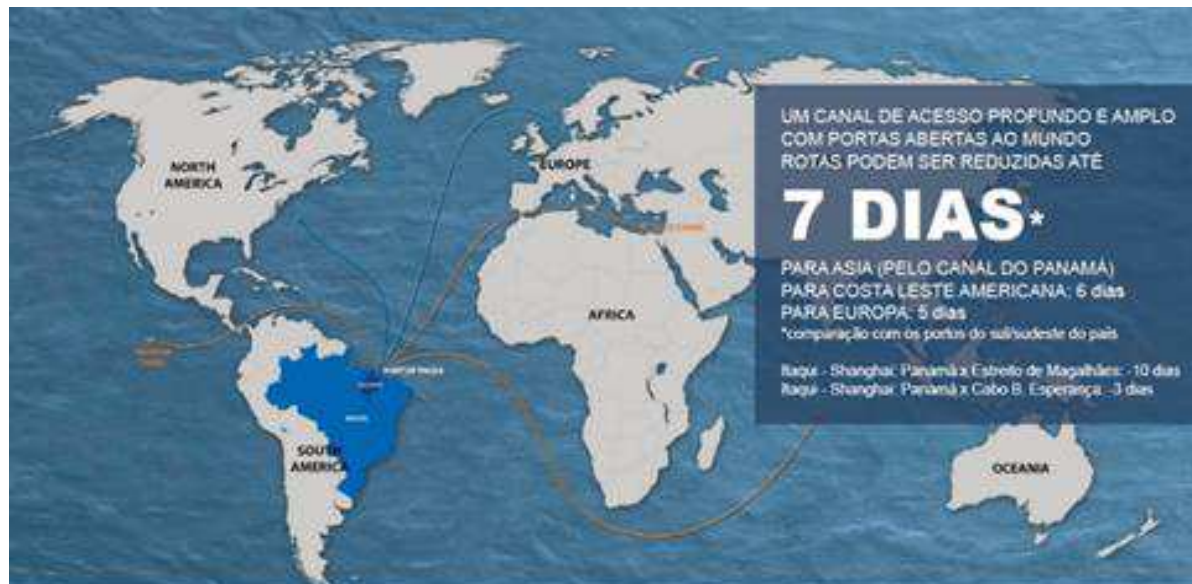 NORTH
AMERICA
EUROPE
AFRICA
SOUTH
AMERICA
OCEANIA
UM CANAL DE ACESSO PROFUNDO E AMPLO
COM PORTAS ABERTAS AO MUNDO
ROTAS PODEM SER REDUZIDAS ATÉ
7 DIAS*
PARA ASIA (PELO CANAL DO PANAMÁ)
PARA COSTA LESTE AMERICANA: 6 dias
PARA EUROPA: 5 dias
*comparação com os portos do sul/sudeste do país
Itaqui - Shanghai: Panamá x Estreito de Magalhães: -10 dias
Itaqui - Shanghai: Panamá x Cabo B. Esperança: -3 dias